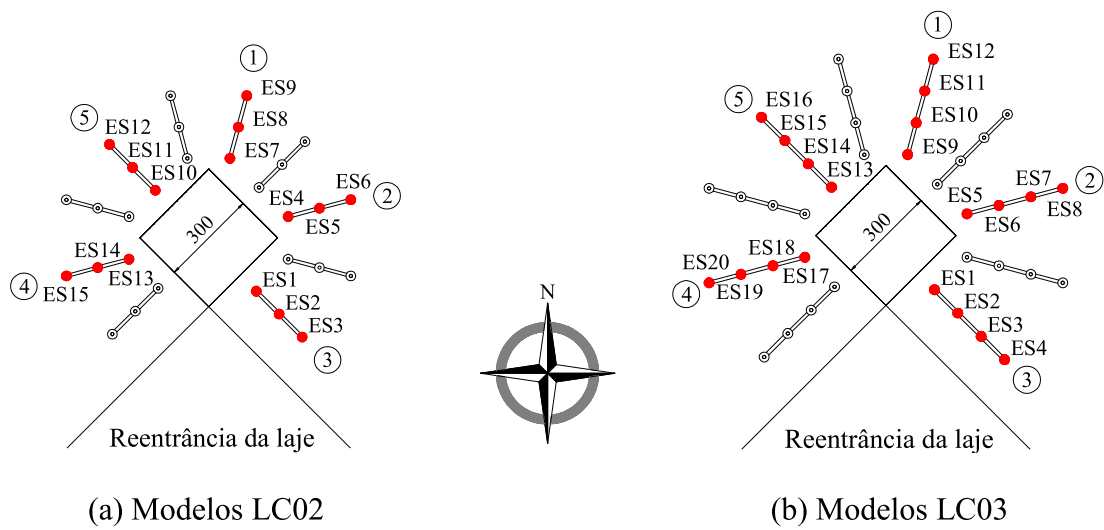 ①
ES9
ES8
ES7
⑤
ES12
ES11
ES10
ES6
ES4
ES5
②
300
ES14
ES13
ES15
④
ES1
ES2
ES3
③
Reentrância da laje
(a) Modelos LC02
N
①
ES12
ES11
ES10
ES9
⑤
ES16
ES15
ES14
ES13
ES5
ES7
ES6
ES8
②
300
ES20
ES18
ES19
ES17
④
ES1
ES2
ES3
ES4
③
Reentrância da laje
(b) Modelos LC03